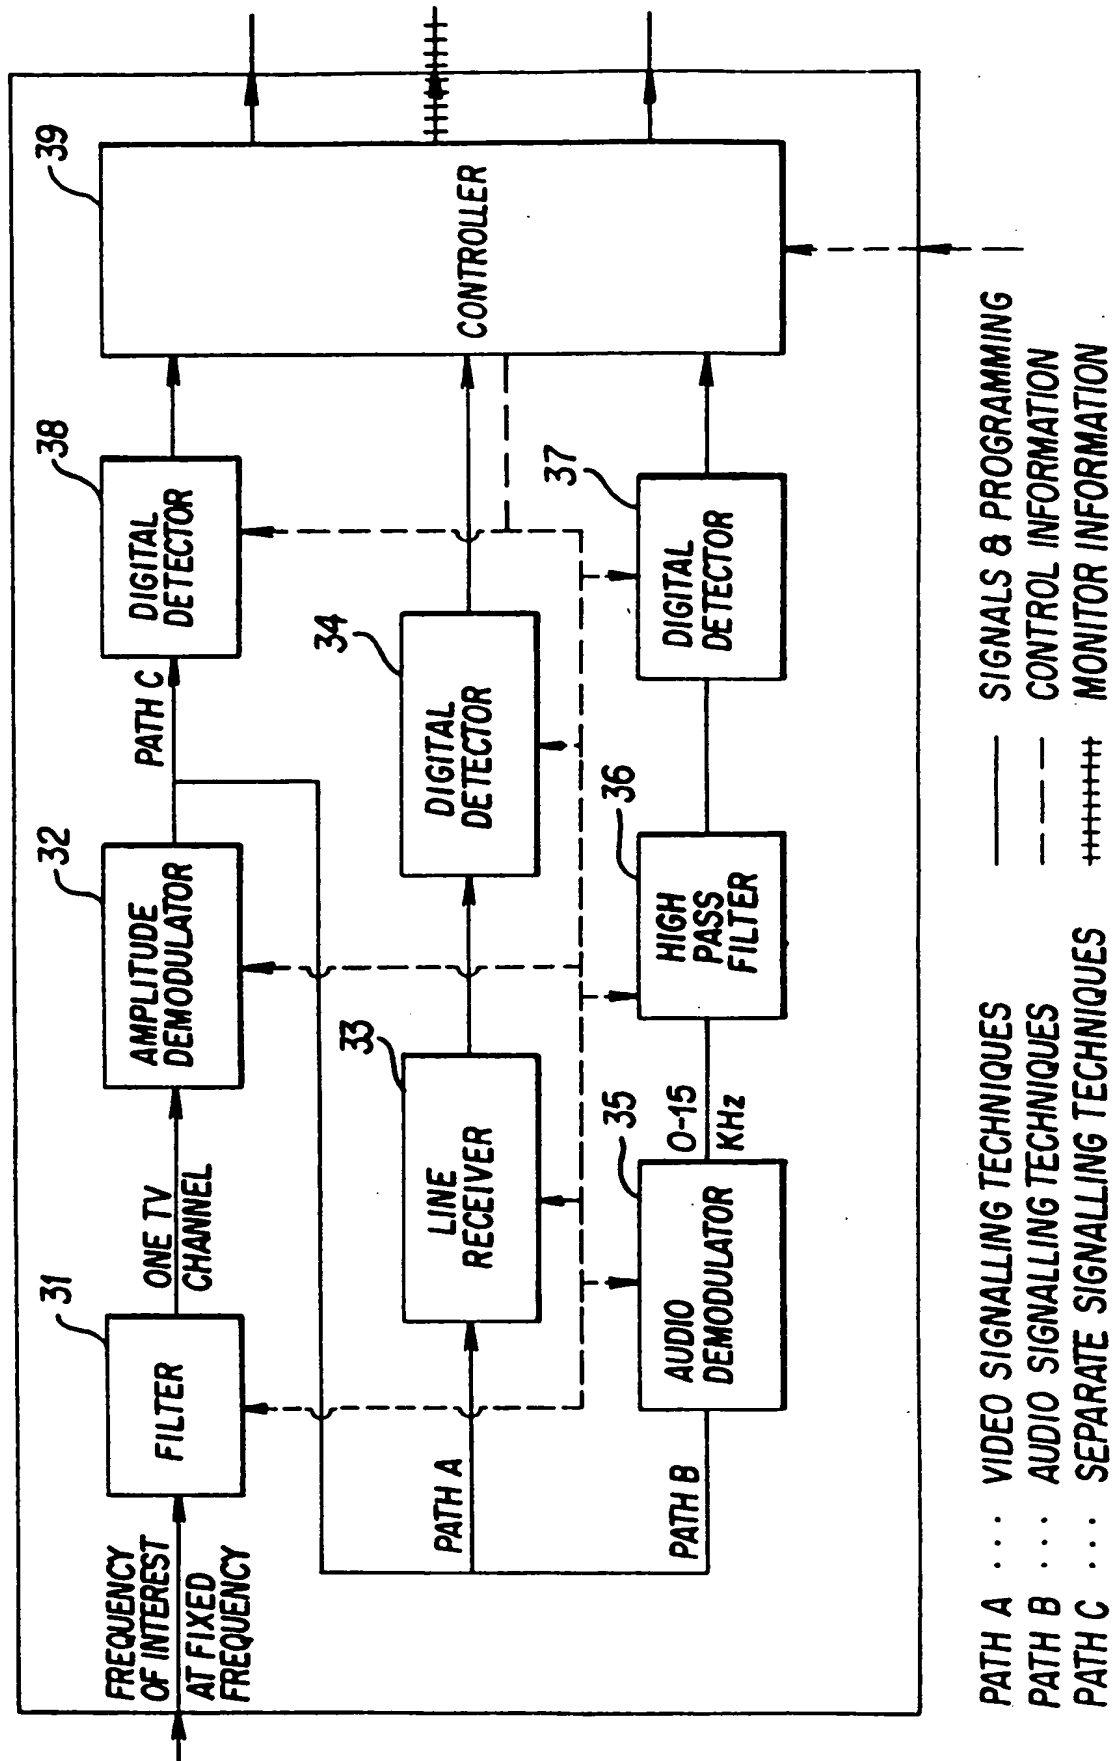 FREQUENCY
OF INTEREST
AT FIXED
FREQUENCY
31
FILTER
ONE TV
CHANNEL
32
AMPLITUDE
DEMODULATOR
PATH C
38
DIGITAL
DETECTOR
39
CONTROLLER
PATH A
33
LINE
RECEIVER
34
DIGITAL
DETECTOR
PATH B
35
AUDIO
DEMODULATOR
0-15
KHz
36
HIGH
PASS
FILTER
37
DIGITAL
DETECTOR
PATH A ... VIDEO SIGNALLING TECHNIQUES
PATH B ... AUDIO SIGNALLING TECHNIQUES
PATH C ... SEPARATE SIGNALLING TECHNIQUES
SIGNALS & PROGRAMMING
CONTROL INFORMATION
MONITOR INFORMATION